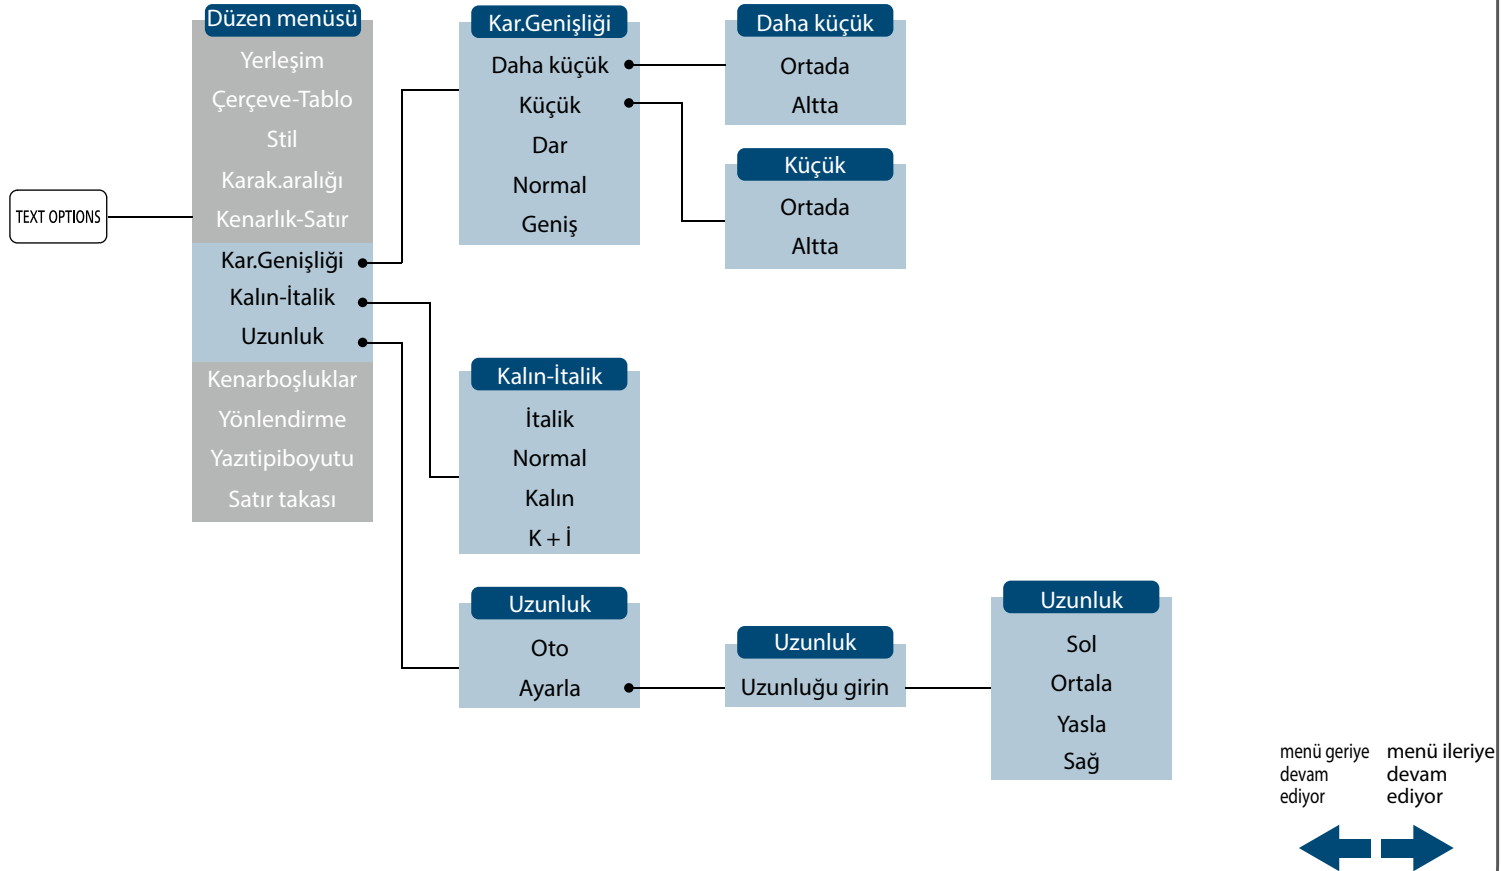 TEXT OPTIONS
Düzen menüsü
Yerleşim
Çerçeve-Tablo
Stil
Karak.aralığı
Kenarlık-Satır
Kar.Genişliği
Kalın-İtalik
Uzunluk
Kenarboşluklar
Yönlendirme
Yazıtipiboyutu
Satır takası
Kar.Genişliği
Daha küçük
Küçük
Dar
Normal
Geniş
Daha küçük
Ortada
Altta
Küçük
Ortada
Altta
Kalın-İtalik
İtalik
Normal
Kalın
K + İ
Uzunluk
Oto
Ayarla
Uzunluk
Uzunluğu girin
Uzunluk
Sol
Ortala
Yasla
Sağ
menü geriye
devam
ediyor
menü ileriye
devam
ediyor